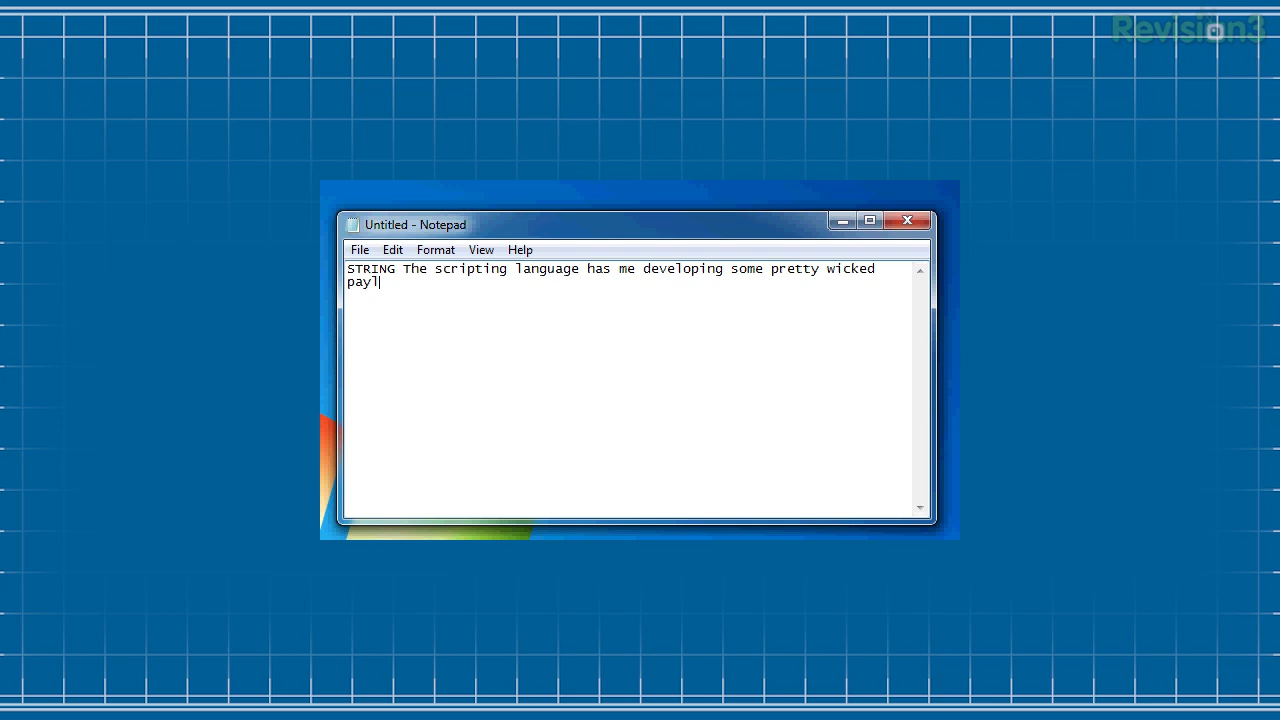 Revision3
Untitled - Notepad
File Edit Format View Help
STRING The scripting language has me developing some pretty wicked
payl